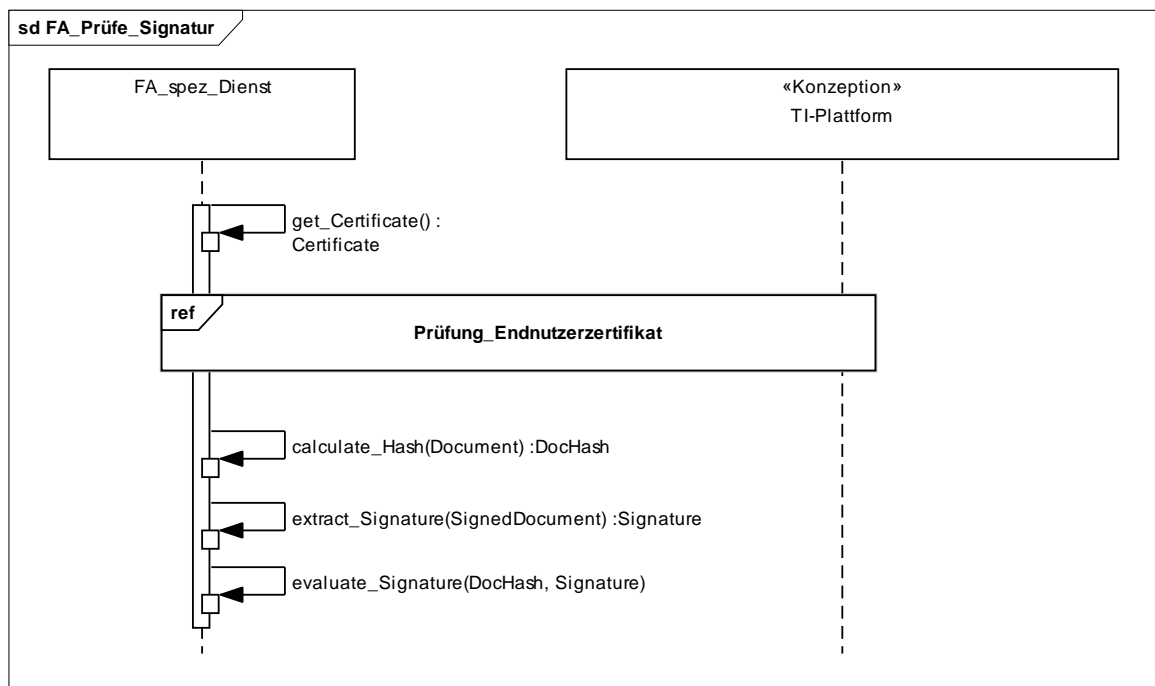 sd FA_Prüfe_Signatur
FA_spez_Dienst
«Konzeption»
TI-Plattform
get_Certificate() :
Certificate
ref
Prüfung_Endnutzerzertifikat
calculate_Hash(Document) :DocHash
extract_Signature(SignedDocument) :Signature
evaluate_Signature(DocHash, Signature)